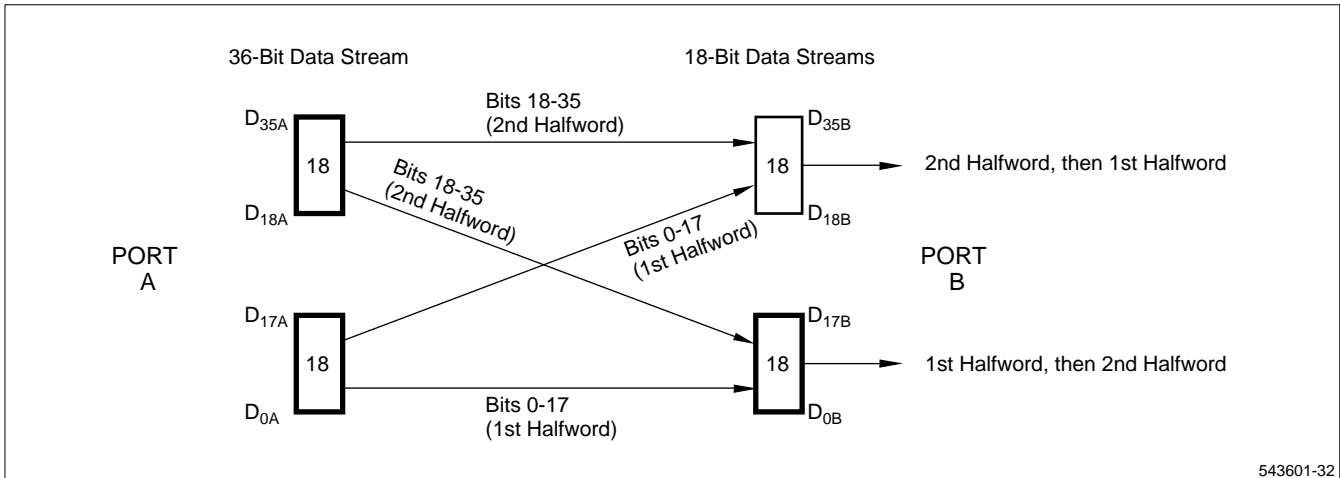 36-Bit Data Stream
18-Bit Data Streams
Bits 18-35
(2nd Halfword)
D35A
D35B
18
18
2nd Halfword, then 1st Halfword
Bits 18-35
(2nd Halfword)
D18A
D18B
Bits 0-17
(1st Halfword)
PORT
A
PORT
B
D17A
D17B
18
18
1st Halfword, then 2nd Halfword
D0A
D0B
Bits 0-17
(1st Halfword)
543601-32